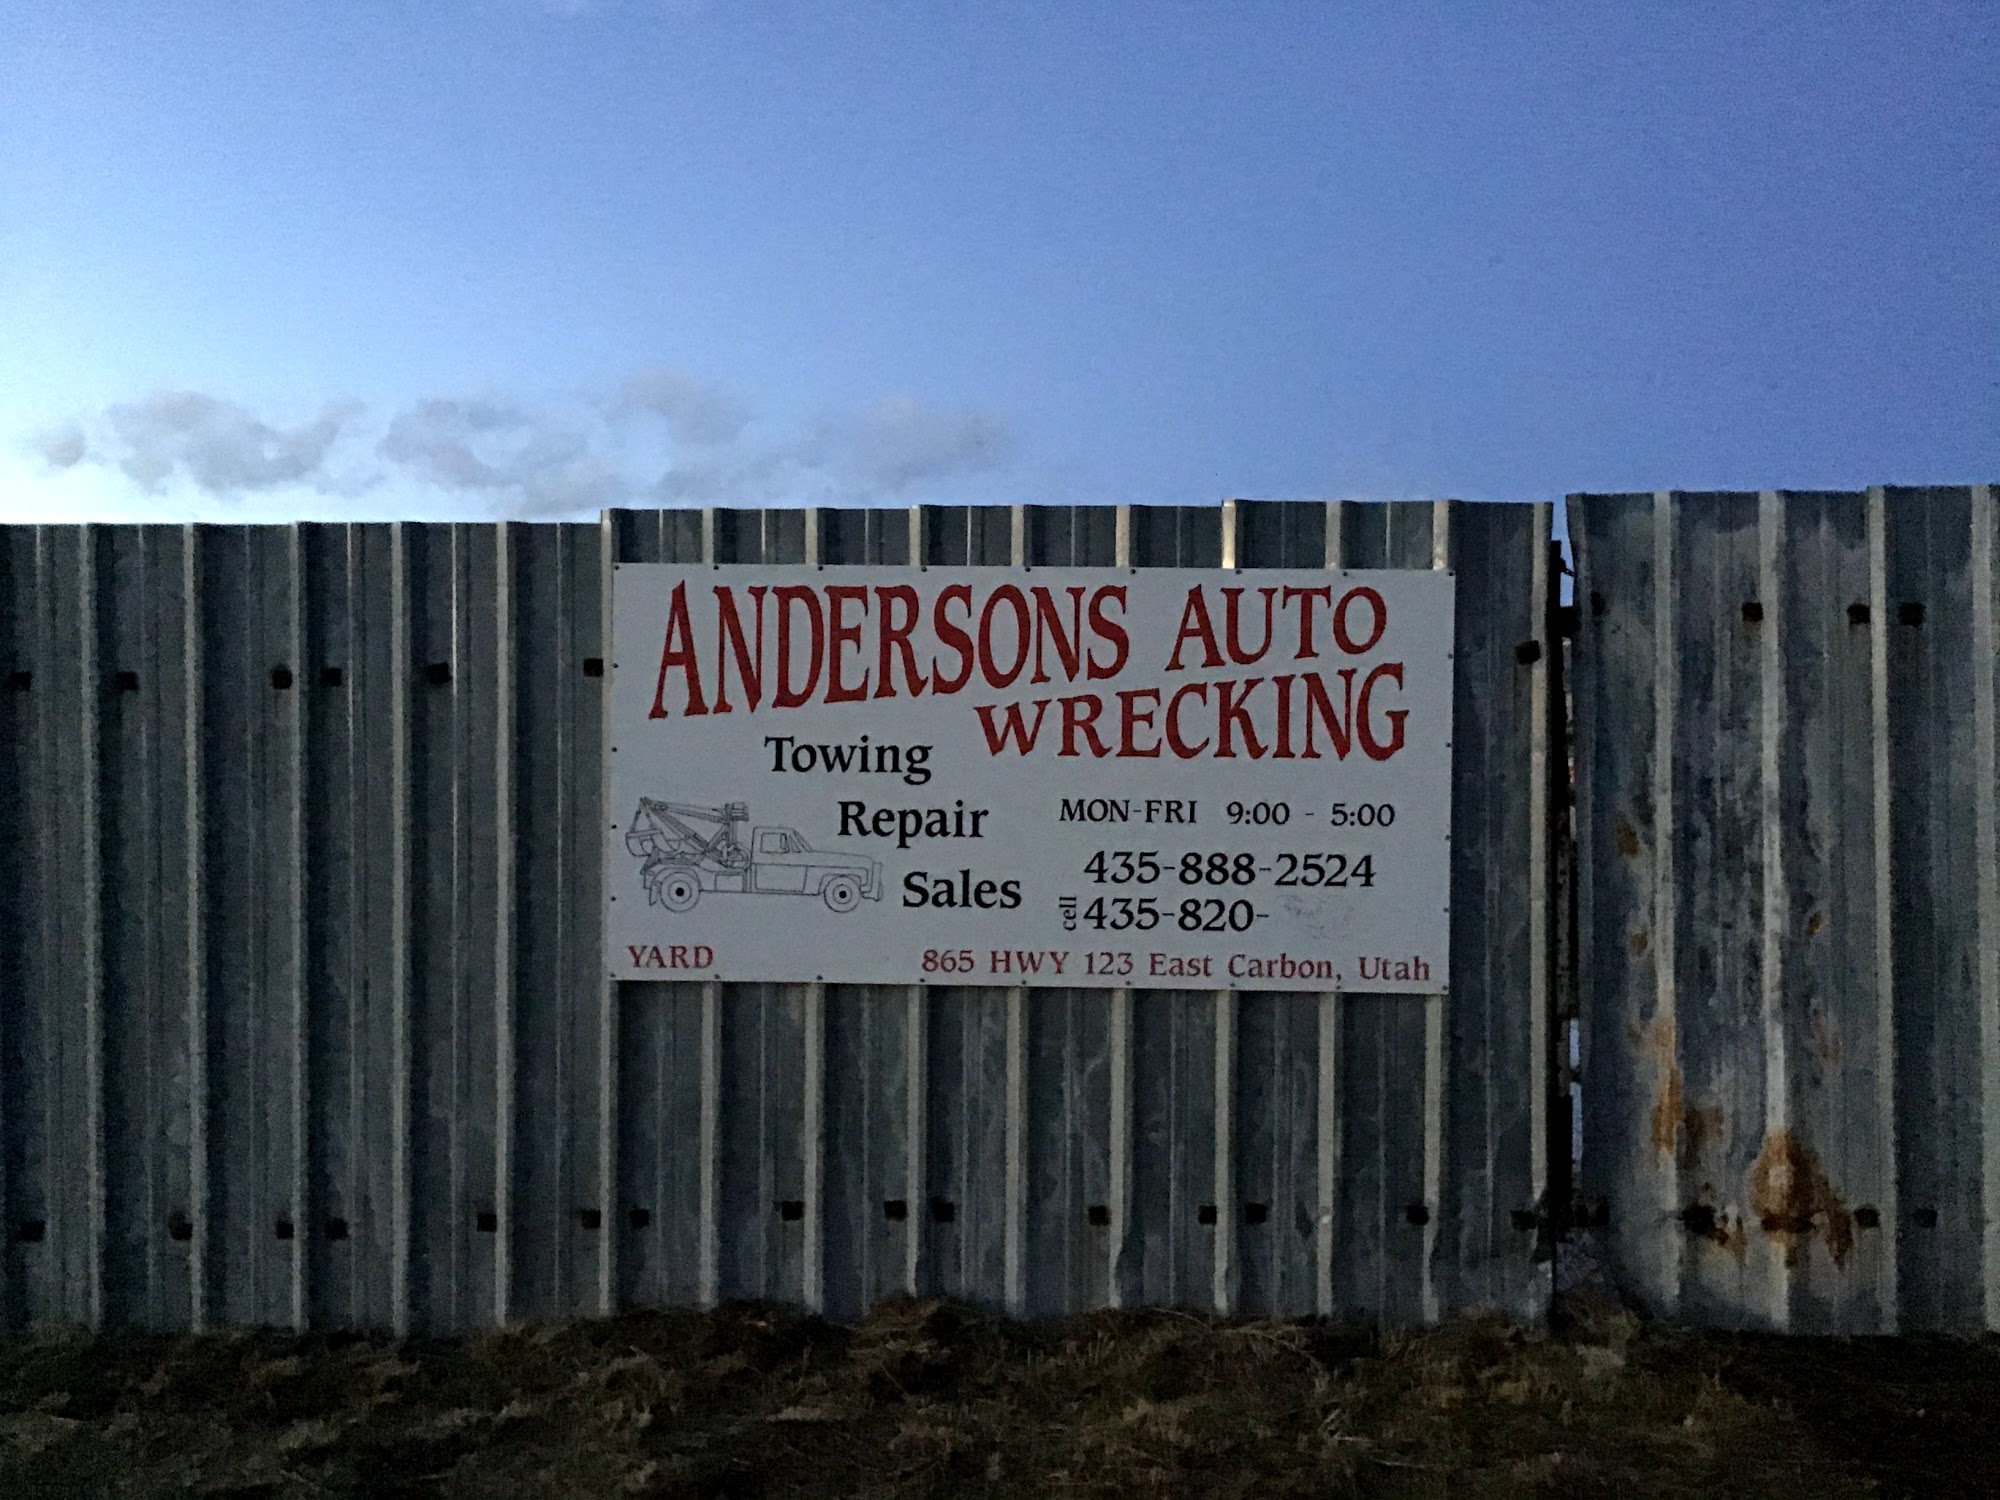 ANDERSONS AUTO
WRECKING
Towing
Repair
Sales
MON-FRI 9:00 - 5:00
435-888-2524
cell 435-820-
YARD
865 HWY 123 East Carbon, Utah